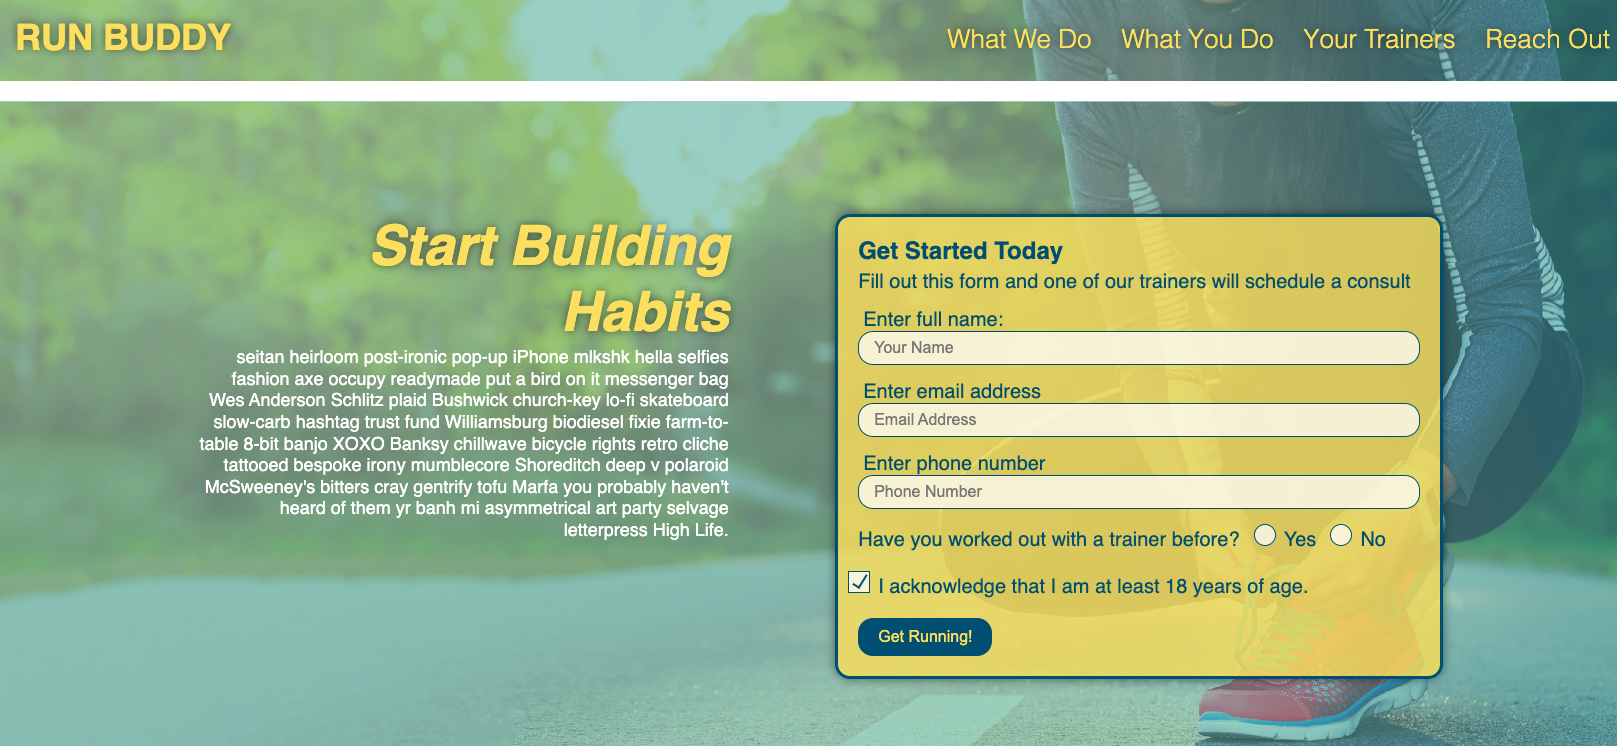 RUN BUDDY
What We Do What You Do Your Trainers Reach Out
Start Building
Habits
seitan heirloom post-ironic pop-up iPhone mlkshk hella selfies
fashion axe occupy readymade put a bird on it messenger bag
Wes Anderson Schlitz plaid Bushwick church-key lo-fi skateboard
slow-carb hashtag trust fund Williamsburg biodiesel fixie farm-to-
table 8-bit banjo XOXO Banksy chillwave bicycle rights retro cliche
tattooed bespoke irony mumblecore Shoreditch deep v polaroid
McSweeney's bitters cray gentrify tofu Marfa you probably haven't
heard of them yr banh mi asymmetrical art party selvage
letterpress High Life.
Get Started Today
Fill out this form and one of our trainers will schedule a consult
Enter full name:
Your Name
Enter email address
Email Address
Enter phone number
Phone Number
Have you worked out with a trainer before? Yes No
I acknowledge that I am at least 18 years of age.
Get Running!